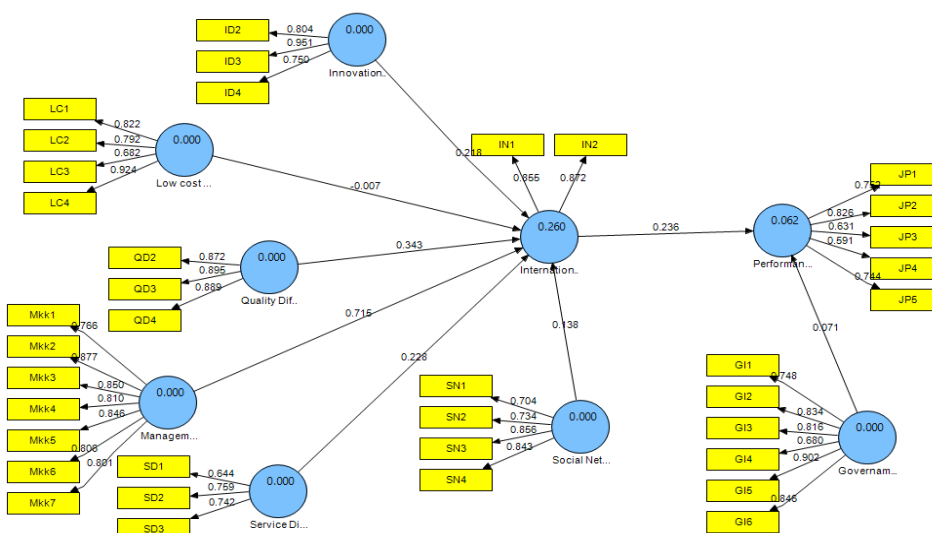 ID2
0.804
0.951
ID3
0.750
ID4
0.000
Innovation..
LC1
0.822
LC2
0.792
LC3
0.682
0.924
LC4
0.000
Low cost ...
IN1
IN2
0.855
0.872
0.218
-0.007
QD2
0.872
QD3
0.895
0.889
QD4
0.000
Quality Dif..
0.343
0.260
Internation..
0.236
0.062
Performan...
JP1
0.752
JP2
0.826
JP3
0.631
0.591
JP4
0.744
JP5
Mkk1
0.766
Mkk2
0.877
Mkk3
0.850
0.810
Mkk4
0.846
Mkk5
0.806
Mkk6
0.801
Mkk7
0.000
Managem...
0.715
0.228
0.138
0.071
SD1
0.644
SD2
0.759
0.742
SD3
0.000
Service Di...
SN1
0.704
SN2
0.734
0.856
SN3
0.843
SN4
0.000
Social Net...
GI1
0.748
GI2
0.834
GI3
0.816
0.680
GI4
0.902
GI5
0.846
GI6
0.000
Governam...